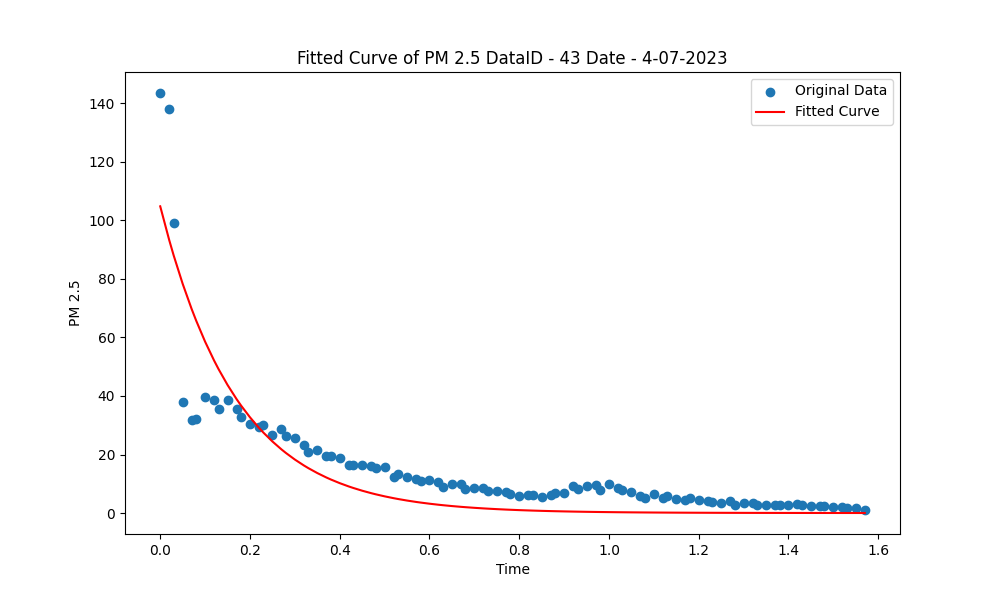 Fitted Curve of PM 2.5 DataID - 43 Date - 4-07-2023
Original Data
Fitted Curve
PM 2.5
140
120
100
80
60
40
20
0
0.0 0.2 0.4 0.6 0.8 1.0 1.2 1.4 1.6
Time